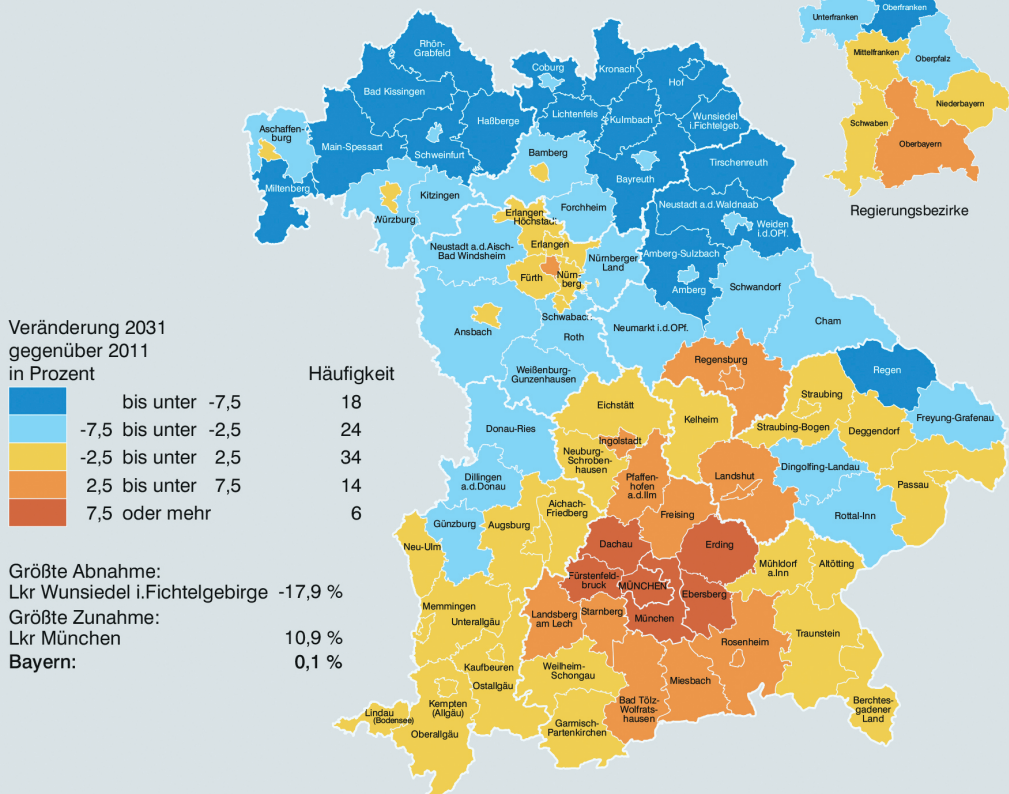 Oberfranken
Unterfranken
Mittelfranken
Oberpfalz
Niederbayern
Schwaben
Oberbayern
Regierungsbezirke
Rhön-
Grabfeld
Coburg
Kronach
Hof
Bad Kissingen
Lichtenfels
Kulmbach
Wunsiedel
i.Fichtelgeb.
Haßberge
Aschaffen-
burg
Main-Spessart
Schweinfurt
Bamberg
Tirschenreuth
Bayreuth
Miltenberg
Kitzingen
Würzburg
Forchheim
Neustadt a.d.Waldnaab
Weiden
i.d.OPf.
Erlangen-
Höchstadt
Erlangen
Neustadt a.d.Aisch-
Bad Windsheim
Nürnberger
Land
Amberg-Sulzbach
Amberg
Fürth
Nürn-
berg
Schwandorf
Schwabach
Ansbach
Roth
Neumarkt i.d.OPf.
Cham
Weißenburg-
Gunzenhausen
Regensburg
Regen
Eichstätt
Kelheim
Straubing
Straubing-Bogen
Deggendorf
Freyung-Grafenau
Donau-Ries
Ingolstadt
Neuburg-
Schroben-
hausen
Pfaffen-
hofen
a.d.Ilm
Landshut
Dingolfing-Landau
Passau
Dillingen
a.d.Donau
Rottal-Inn
Aichach-
Friedberg
Freising
Günzburg
Augsburg
Neu-Ulm
Dachau
Erding
Mühldorf
a.Inn
Altötting
Fürstenfeld-
bruck
MÜNCHEN
Ebersberg
Memmingen
Unterallgäu
Landsberg
am Lech
Starnberg
München
Rosenheim
Traunstein
Kaufbeuren
Ostallgäu
Weilheim-
Schongau
Miesbach
Bad Tölz-
Wolfrats-
hausen
Kempten
(Allgäu)
Lindau
(Bodensee)
Oberallgäu
Garmisch-
Partenkirchen
Berchtes-
gadener
Land
Veränderung 2031
gegenüber 2011
in Prozent Häufigkeit
bis unter -7,5 18
-7,5 bis unter -2,5 24
-2,5 bis unter 2,5 34
2,5 bis unter 7,5 14
7,5 oder mehr 6
Größte Abnahme:
Lkr Wunsiedel i.Fichtelgebirge -17,9 %
Größte Zunahme:
Lkr München 10,9 %
Bayern: 0,1 %